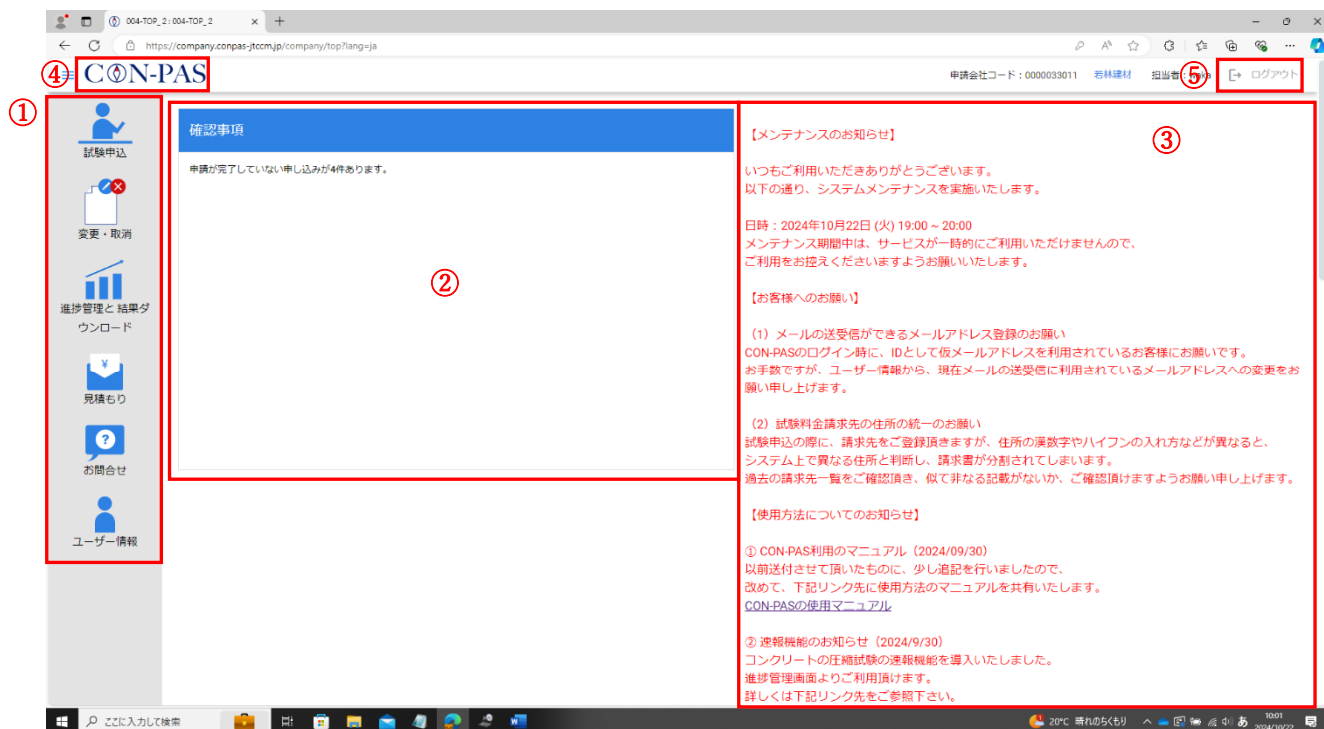 004-TOP_2:004-TOP_2
https://company.conpas-jtccm.jp/company/top?lang=ja
④
CON-PAS
申請会社コード：0000033011 若林建材 担当者：
⑤
ログアウト
①
試験申込
変更・取消
進捗管理と 結果ダ
ウンロード
¥
見積もり
?
お問合せ
ユーザー情報
確認事項
申請が完了していない申し込みが4件あります。
②
③
【メンテナンスのお知らせ】
いつもご利用いただきありがとうございます。
以下の通り、システムメンテナンスを実施いたします。
日時：2024年10月22日 (火) 19:00 ~ 20:00
メンテナンス期間中は、サービスが一時的にご利用いただけませんので、
ご利用をお控えくださいますようお願いいたします。
【お客様へのお願い】
（1）メールの送受信ができるメールアドレス登録のお願い
CON-PASのログイン時に、IDとして仮メールアドレスを利用されているお客様にお願いです。
お手数ですが、ユーザー情報から、現在メールの送受信に利用されているメールアドレスへの変更をお
願い申し上げます。
（2）試験料金請求先の住所の統一のお願い
試験申込の際に、請求先をご登録頂きますが、住所の漢数字やハイフンの入れ方などが異なると、
システム上で異なる住所と判断し、請求書が分割されてしまいます。
過去の請求先一覧をご確認頂き、似て非なる記載がないか、ご確認頂けますようお願い申し上げます。
【使用方法についてのお知らせ】
① CON-PAS利用のマニュアル（2024/09/30）
以前送付させて頂いたものに、少し追記を行いましたので、
改めて、下記リンク先に使用方法のマニュアルを共有いたします。
CON-PASの使用マニュアル
② 速報機能のお知らせ（2024/9/30）
コンクリートの圧縮試験の速報機能を導入いたしました。
進捗管理画面よりご利用頂けます。
詳しくは下記リンク先をご参照下さい。
ここに入力して検索
20°C 晴れのちくもり
あ
10:01
2024/10/22